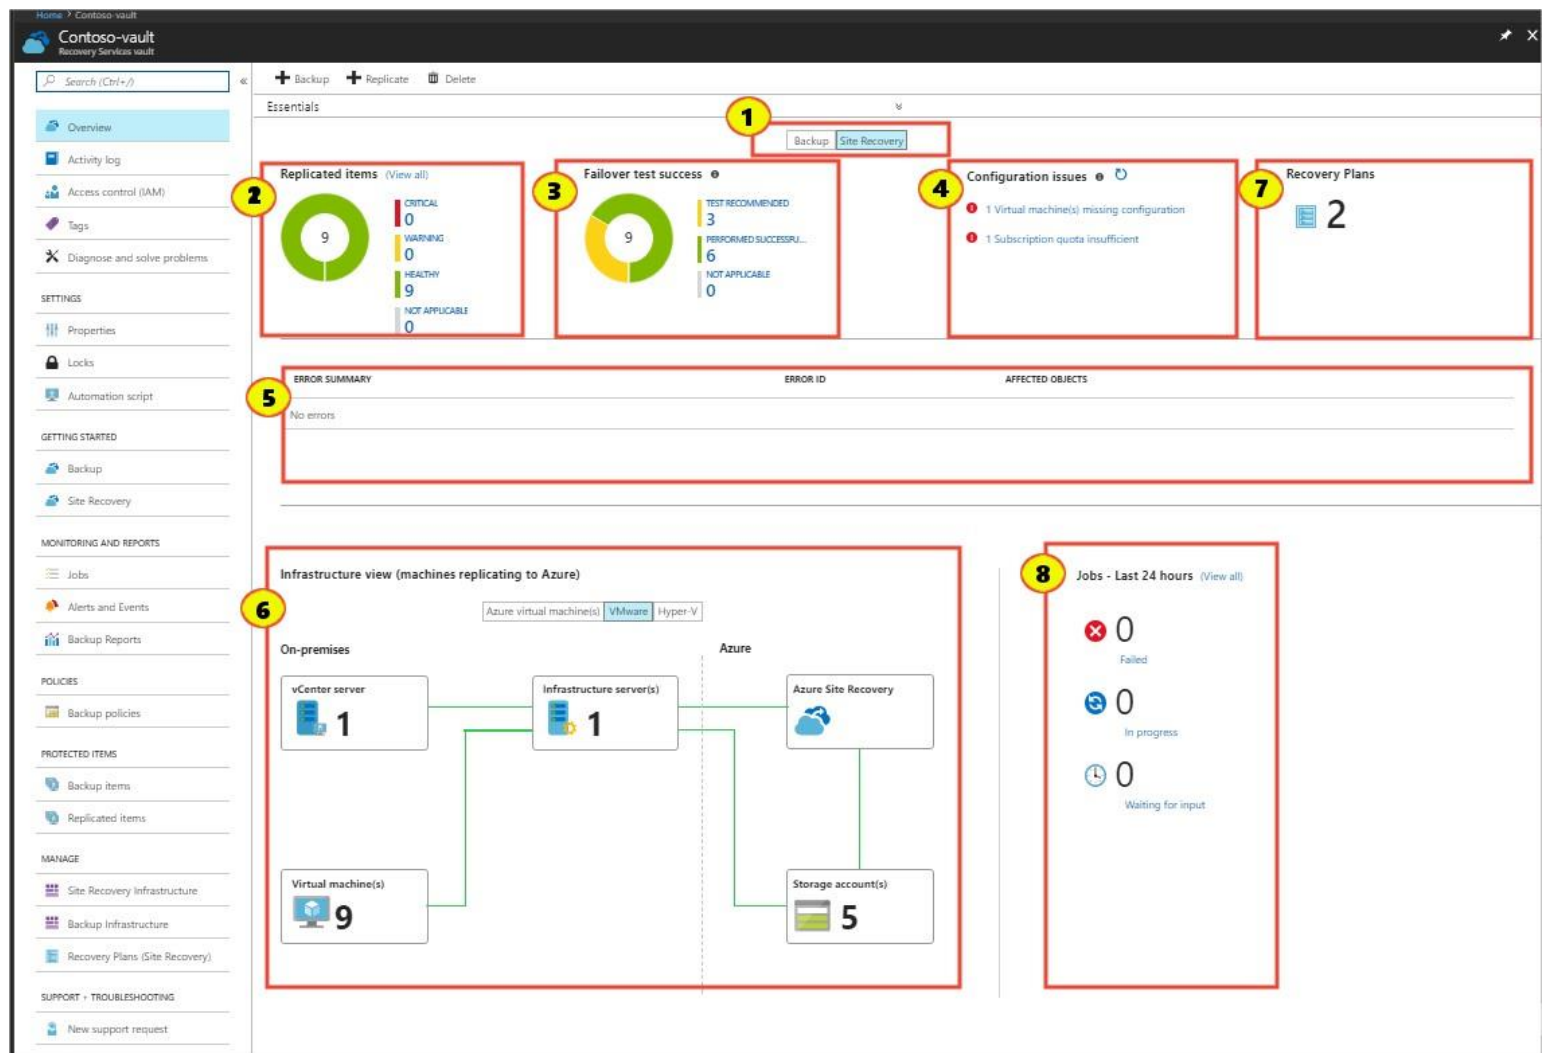 Home > Contoso-vault
Contoso-vault
Recovery Services vault
Search (Ctrl+/)
Overview
Activity log
Access control (IAM)
Tags
Diagnose and solve problems
SETTINGS
Properties
Locks
Automation script
GETTING STARTED
Backup
Site Recovery
MONITORING AND REPORTS
Jobs
Alerts and Events
Backup Reports
POLICIES
Backup policies
PROTECTED ITEMS
Backup items
Replicated items
MANAGE
Site Recovery Infrastructure
Backup Infrastructure
Recovery Plans (Site Recovery)
SUPPORT + TROUBLESHOOTING
New support request
Backup Replicate Delete
Essentials
1
Backup Site Recovery
2
Replicated items (View all)
9
CRITICAL
0
WARNING
0
HEALTHY
9
NOT APPLICABLE
0
3
Failover test success
9
TEST RECOMMENDED
3
PERFORMED SUCCESSFU...
6
NOT APPLICABLE
0
4
Configuration issues
1 Virtual machine(s) missing configuration
1 Subscription quota insufficient
7
Recovery Plans
2
5
ERROR SUMMARY ERROR ID AFFECTED OBJECTS
No errors
6
Infrastructure view (machines replicating to Azure)
Azure virtual machine(s) VMware Hyper-V
On-premises Azure
vCenter server
1
Infrastructure server(s)
1
Azure Site Recovery
Virtual machine(s)
9
Storage account(s)
5
8
Jobs - Last 24 hours (View all)
0
Failed
0
In progress
0
Waiting for input